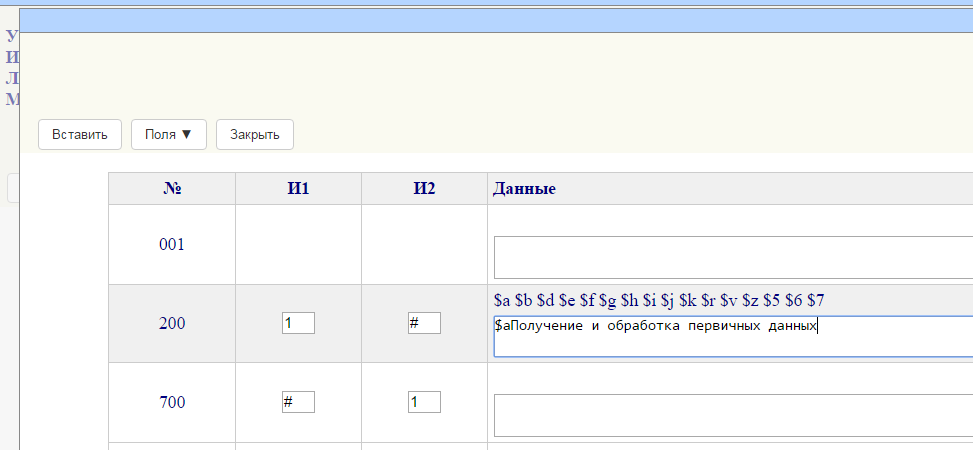 У
И
Л
М
Вставить Поля ▼ Закрыть
№ И1 И2 Данные
001
$a $b $d $e $f $g $h $i $j $k $r $v $z $5 $6 $7
200 1 # $aПолучение и обработка первичных данных
700 # 1